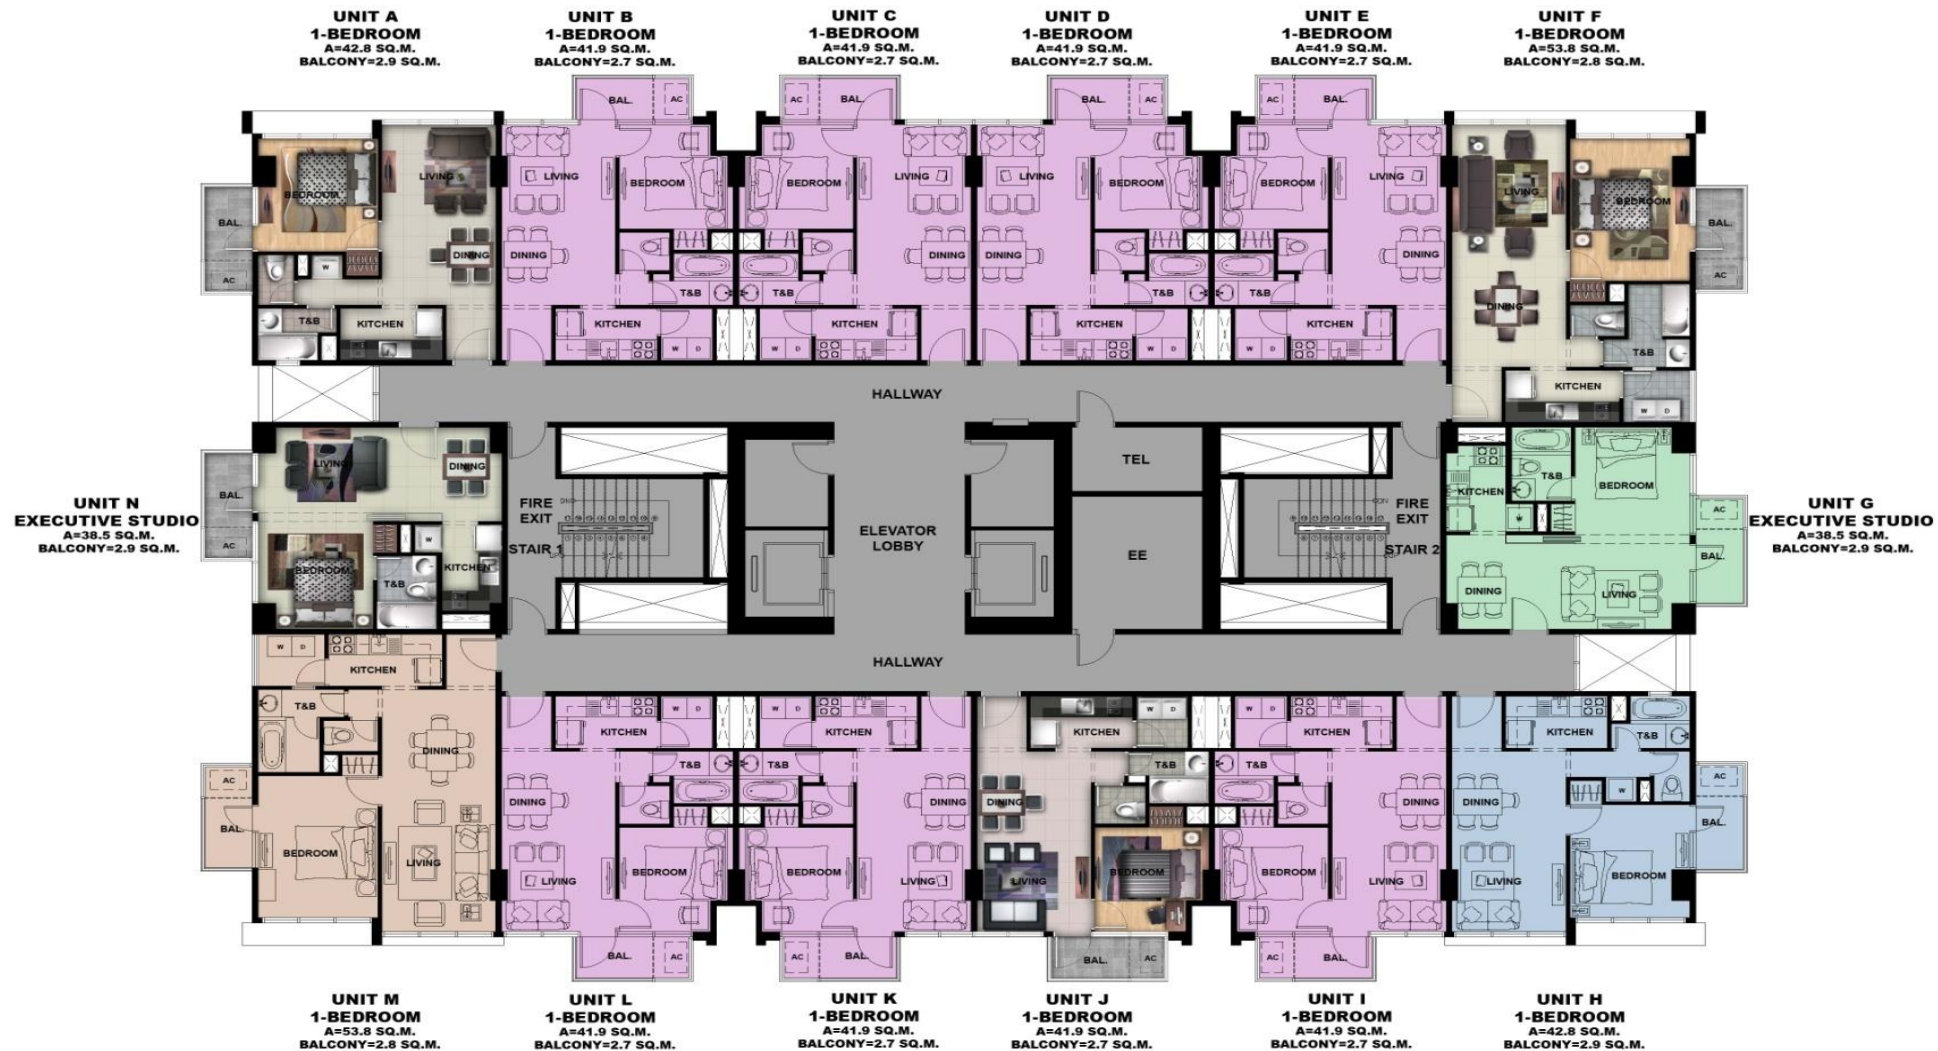 UNIT A
1-BEDROOM
A=42.8 SQ.M.
BALCONY=2.9 SQ.M.
UNIT B
1-BEDROOM
A=41.9 SQ.M.
BALCONY=2.7 SQ.M.
UNIT C
1-BEDROOM
A=41.9 SQ.M.
BALCONY=2.7 SQ.M.
UNIT D
1-BEDROOM
A=41.9 SQ.M.
BALCONY=2.7 SQ.M.
UNIT E
1-BEDROOM
A=41.9 SQ.M.
BALCONY=2.7 SQ.M.
UNIT F
1-BEDROOM
A=53.8 SQ.M.
BALCONY=2.8 SQ.M.
BEDROOM
LIVING
BAL.
AC
DINING
W
T&B
KITCHEN
BAL.
AC
LIVING
BEDROOM
DINING
T&B
KITCHEN
W D
AC
BAL.
BEDROOM
LIVING
DINING
T&B
KITCHEN
W D
BAL.
AC
LIVING
BEDROOM
DINING
T&B
KITCHEN
W D
AC
BAL.
BEDROOM
LIVING
DINING
T&B
KITCHEN
W D
LIVING
BEDROOM
BAL.
AC
DINING
T&B
KITCHEN
W D
HALLWAY
UNIT N
EXECUTIVE STUDIO
A=38.5 SQ.M.
BALCONY=2.9 SQ.M.
LIVING
DINING
BAL.
AC
W
BEDROOM
T&B
KITCHEN
FIRE
EXIT
STAIR 1
ELEVATOR
LOBBY
TEL
EE
FIRE
EXIT
STAIR 2
KITCHEN
T&B
BEDROOM
W
AC
BAL.
DINING
LIVING
UNIT G
EXECUTIVE STUDIO
A=38.5 SQ.M.
BALCONY=2.9 SQ.M.
HALLWAY
W D
KITCHEN
T&B
DINING
AC
BAL.
BEDROOM
LIVING
KITCHEN
W D
T&B
DINING
LIVING
BEDROOM
BAL.
AC
W D
KITCHEN
T&B
DINING
BEDROOM
LIVING
AC
BAL.
KITCHEN
W D
T&B
DINING
LIVING
BEDROOM
BAL.
AC
W D
KITCHEN
T&B
DINING
BEDROOM
LIVING
AC
BAL.
KITCHEN
T&B
DINING
W
AC
BAL.
LIVING
BEDROOM
UNIT M
1-BEDROOM
A=53.8 SQ.M.
BALCONY=2.8 SQ.M.
UNIT L
1-BEDROOM
A=41.9 SQ.M.
BALCONY=2.7 SQ.M.
UNIT K
1-BEDROOM
A=41.9 SQ.M.
BALCONY=2.7 SQ.M.
UNIT J
1-BEDROOM
A=41.9 SQ.M.
BALCONY=2.7 SQ.M.
UNIT I
1-BEDROOM
A=41.9 SQ.M.
BALCONY=2.7 SQ.M.
UNIT H
1-BEDROOM
A=42.8 SQ.M.
BALCONY=2.9 SQ.M.